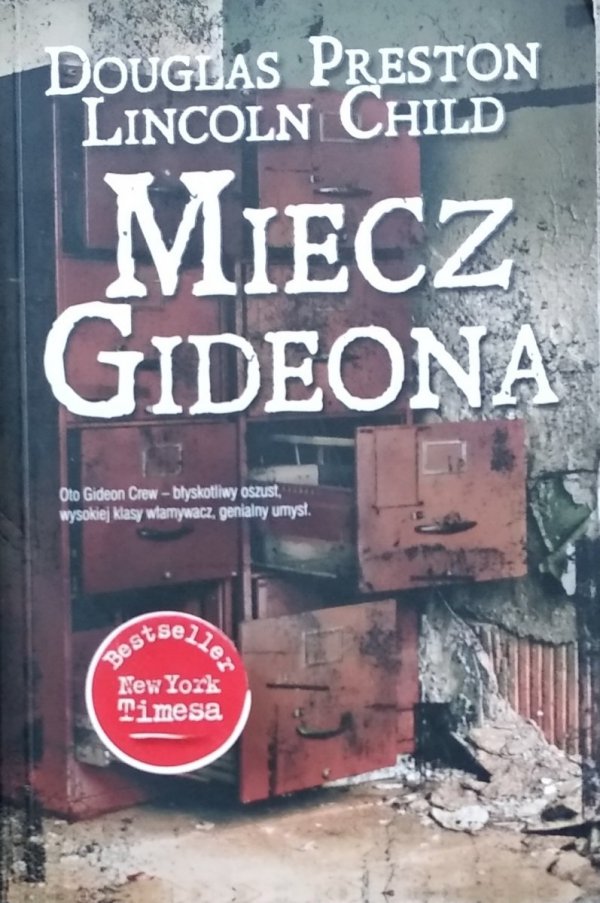 DOUGLAS PRESTON
LINCOLN CHILD
MIECZ
GIDEONA
Oto Gideon Crew – błyskotliwy oszust,
wysokiej klasy włamywacz, genialny umysł.
Bestseller
New York
Timesa